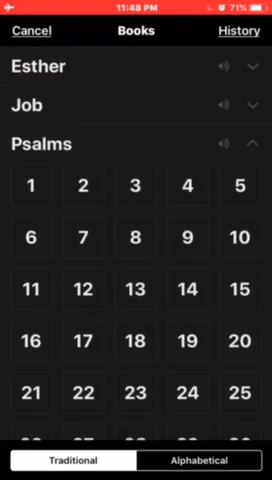 11:48 PM 71%
Cancel Books History
Esther
Job
Psalms
1 2 3 4 5
6 7 8 9 10
11 12 13 14 15
16 17 18 19 20
21 22 23 24 25
Traditional Alphabetical